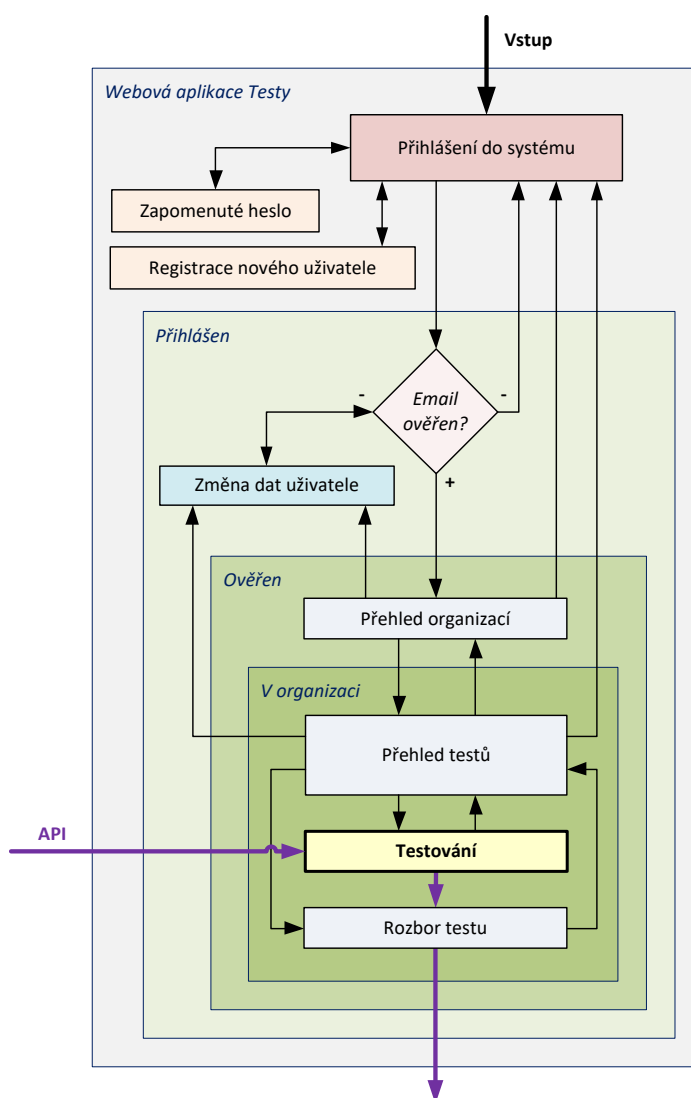 Vstup
Webová aplikace Testy
Přihlášení do systému
Zapomenuté heslo
Registrace nového uživatele
Přihlášen
Email
ověřen?
-
-
+
Změna dat uživatele
Ověřen
Přehled organizací
V organizaci
Přehled testů
API
Testování
Rozbor testu